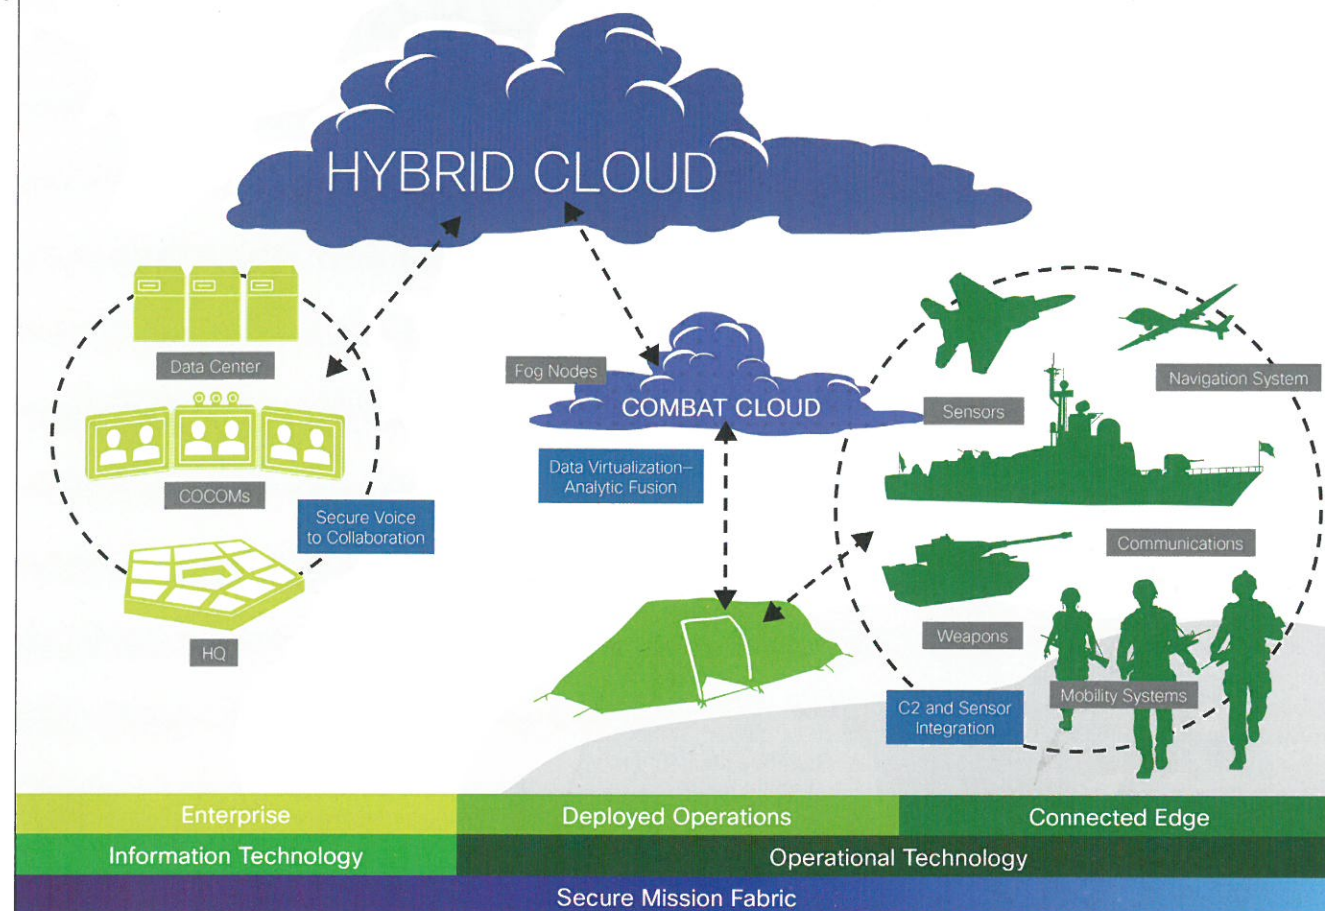 HYBRID CLOUD
Data Center
COCOMs
Secure Voice
to Collaboration
HQ
Fog Nodes
COMBAT CLOUD
Data Virtualization–
Analytic Fusion
Sensors
Navigation System
Communications
Weapons
Mobility Systems
C2 and Sensor
Integration
Enterprise
Deployed Operations
Connected Edge
Information Technology
Operational Technology
Secure Mission Fabric